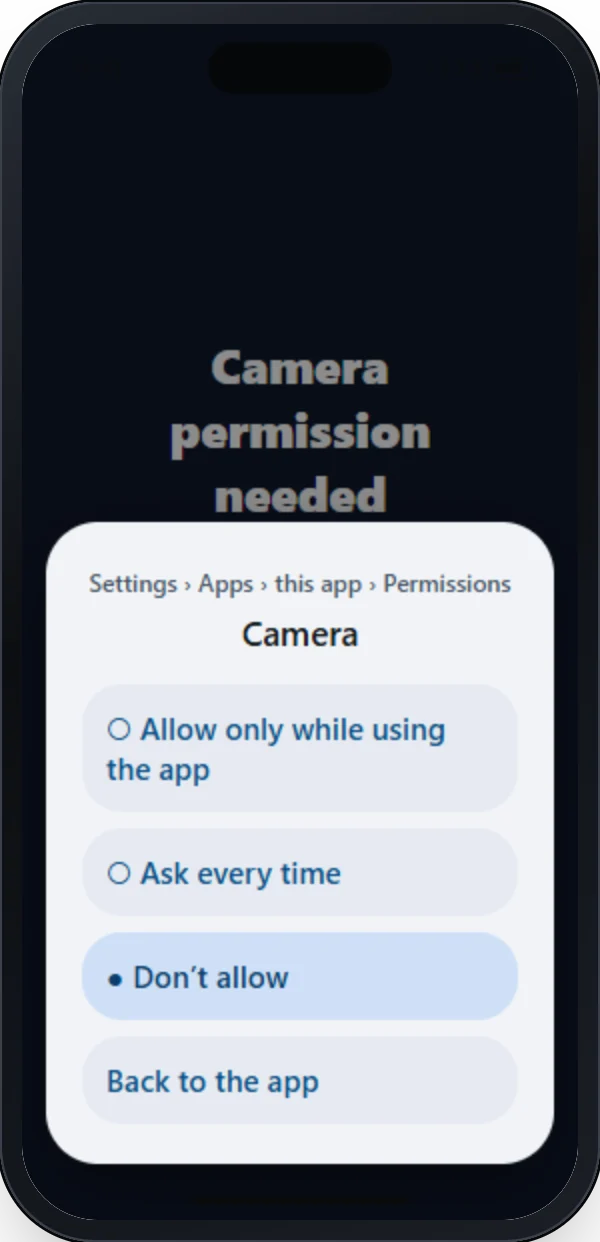 Camera
permission
needed
Settings › Apps › this app › Permissions
Camera
○ Allow only while using
the app
○ Ask every time
● Don’t allow
Back to the app